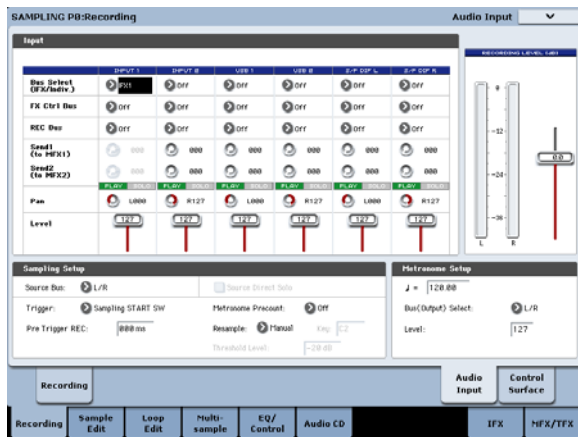 SAMPLING P0:Recording Audio Input
Input
RECORDING LEVEL (dB)
INPUT 1 INPUT 2 USB 1 USB 2 S/P DIF L S/P DIF R
Bus Select
(IFX/Indiv.) IFX1 Off Off Off Off Off
FX Ctrl Bus Off Off Off Off Off Off
REC Bus Off Off Off Off Off Off
Send1
(to MFX1) 000 000 000 000 000 000
Send2
(to MFX2) 000 000 000 000 000 000
PLAY SOLO PLAY SOLO PLAY SOLO PLAY SOLO PLAY SOLO PLAY SOLO
Pan L000 R127 L000 R127 L000 R127
Level 127 127 127 127 127 127
0
-12
-24
-36
L R
0.0
Sampling Setup
Source Bus: L/R Source Direct Solo
Trigger: Sampling START SW Metronome Precount: Off
Pre Trigger REC: 000 ms Resample: Manual Key: C2
Threshold Level: -20 dB
Metronome Setup
♩ = 120.00
Bus(Output) Select: L/R
Level: 127
Recording Audio Input Control Surface
Recording Sample Edit Loop Edit Multi-sample EQ/Control Audio CD IFX MFX/TFX